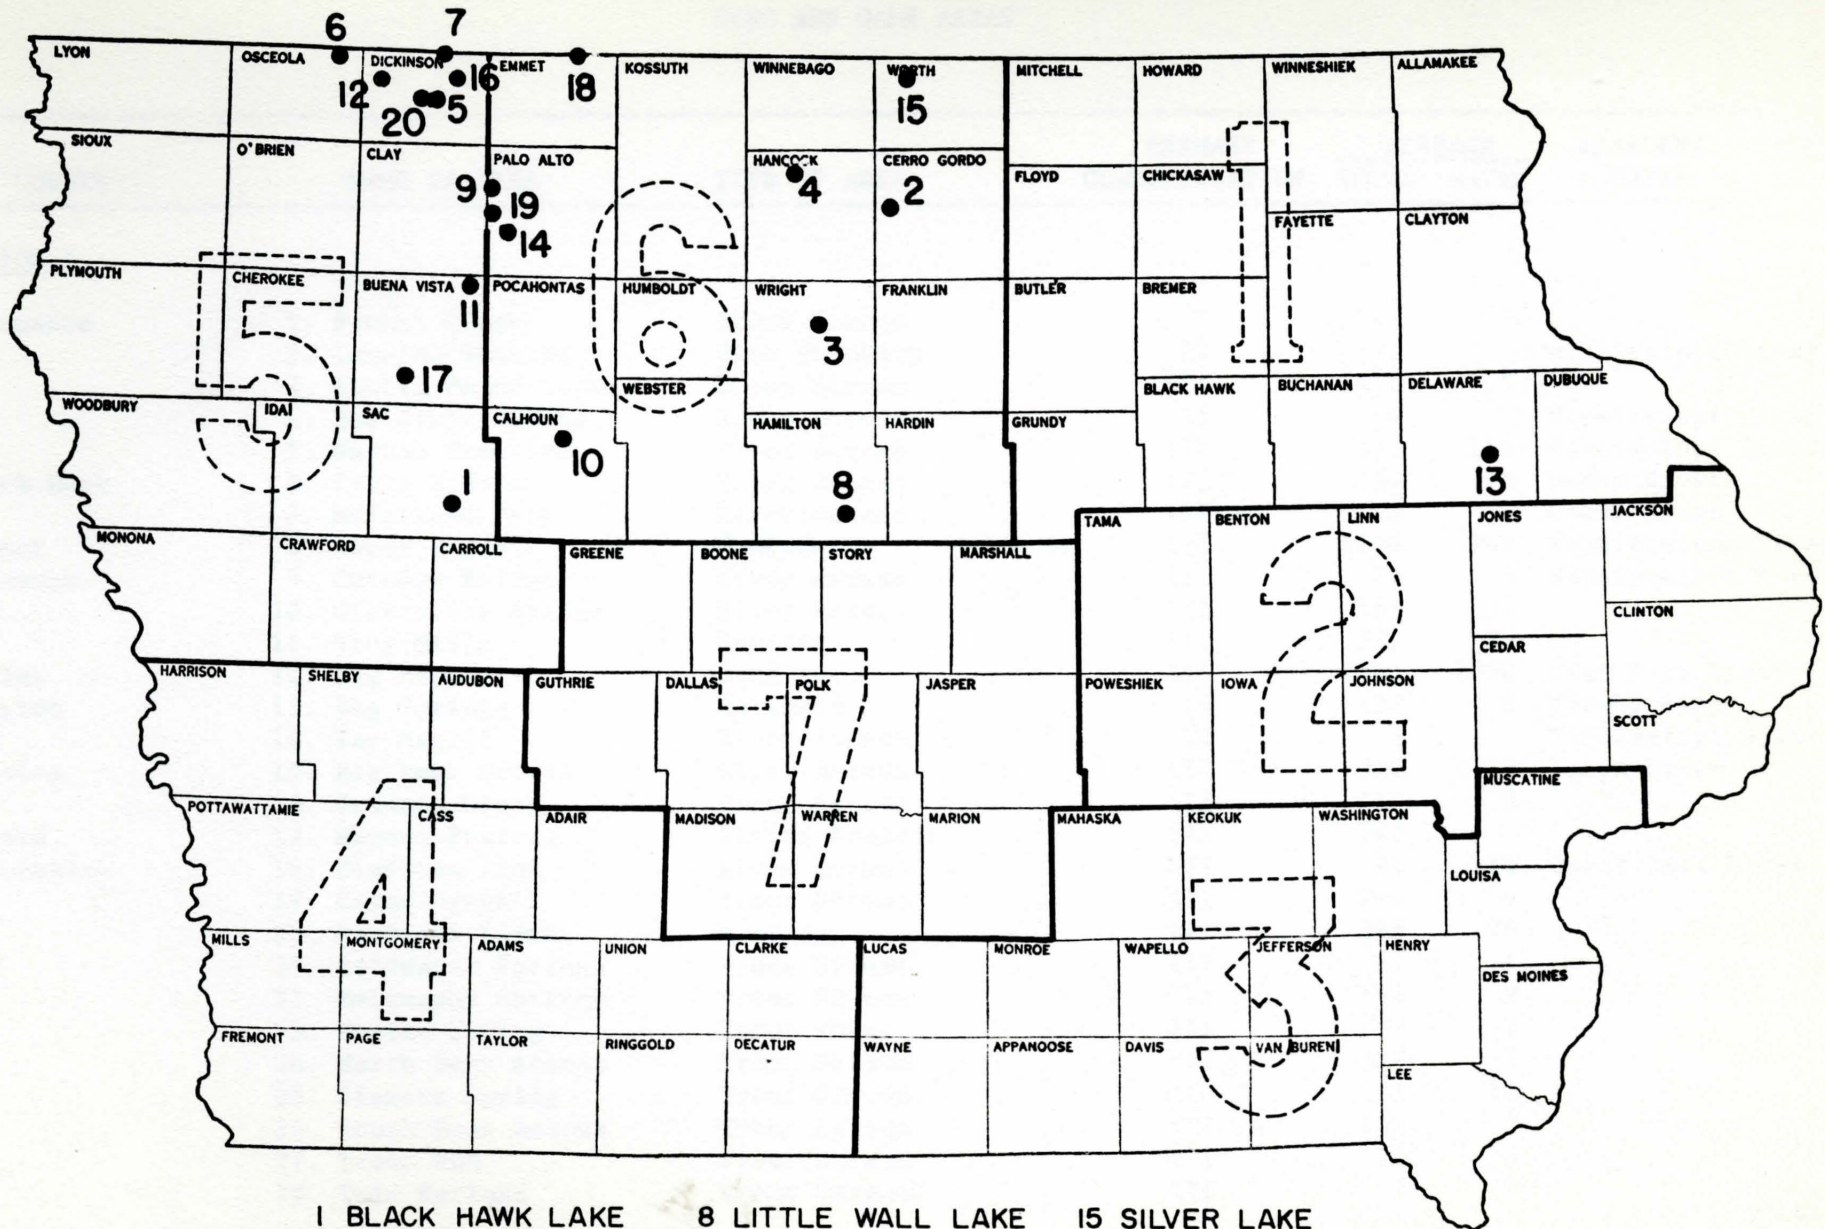 6 7
LYON OSCEOLA DICKINSON EMMET KOSSUTH WINNEBAGO WORTH MITCHELL HOWARD WINNESHIEK ALLAMAKEE
12 16 18 15
20 5
SIOUX O'BRIEN CLAY PALO ALTO HANCOCK CERRO GORDO FLOYD CHICKASAW
9 4 2 1
19
14 6 FAYETTE CLAYTON
PLYMOUTH CHEROKEE BUENA VISTA POCAHONTAS HUMBOLDT WRIGHT FRANKLIN BUTLER BREMER
11
5 3
17 WEBSTER BLACK HAWK BUCHANAN DELAWARE DUBUQUE
WOODBURY IDA SAC CALHOUN HAMILTON HARDIN GRUNDY
10 13
1 8
MONONA CRAWFORD CARROLL GREENE BOONE STORY MARSHALL TAMA BENTON LINN JONES JACKSON
2 CLINTON
CEDAR
HARRISON SHELBY AUDUBON GUTHRIE DALLAS POLK JASPER POWESHIEK IOWA JOHNSON
7 SCOTT
MUSCATINE
POTTAWATTAMIE CASS ADAIR MADISON WARREN MARION MAHASKA KEOKUK WASHINGTON
4 LOUISA
3
MILLS MONTGOMERY ADAMS UNION CLARKE LUCAS MONROE WAPELLO JEFFERSON HENRY
DES MOINES
FREMONT PAGE TAYLOR RINGGOLD DECATUR WAYNE APPANOOSE DAVIS VAN BUREN
LEE
1 BLACK HAWK LAKE 8 LITTLE WALL LAKE 15 SILVER LAKE